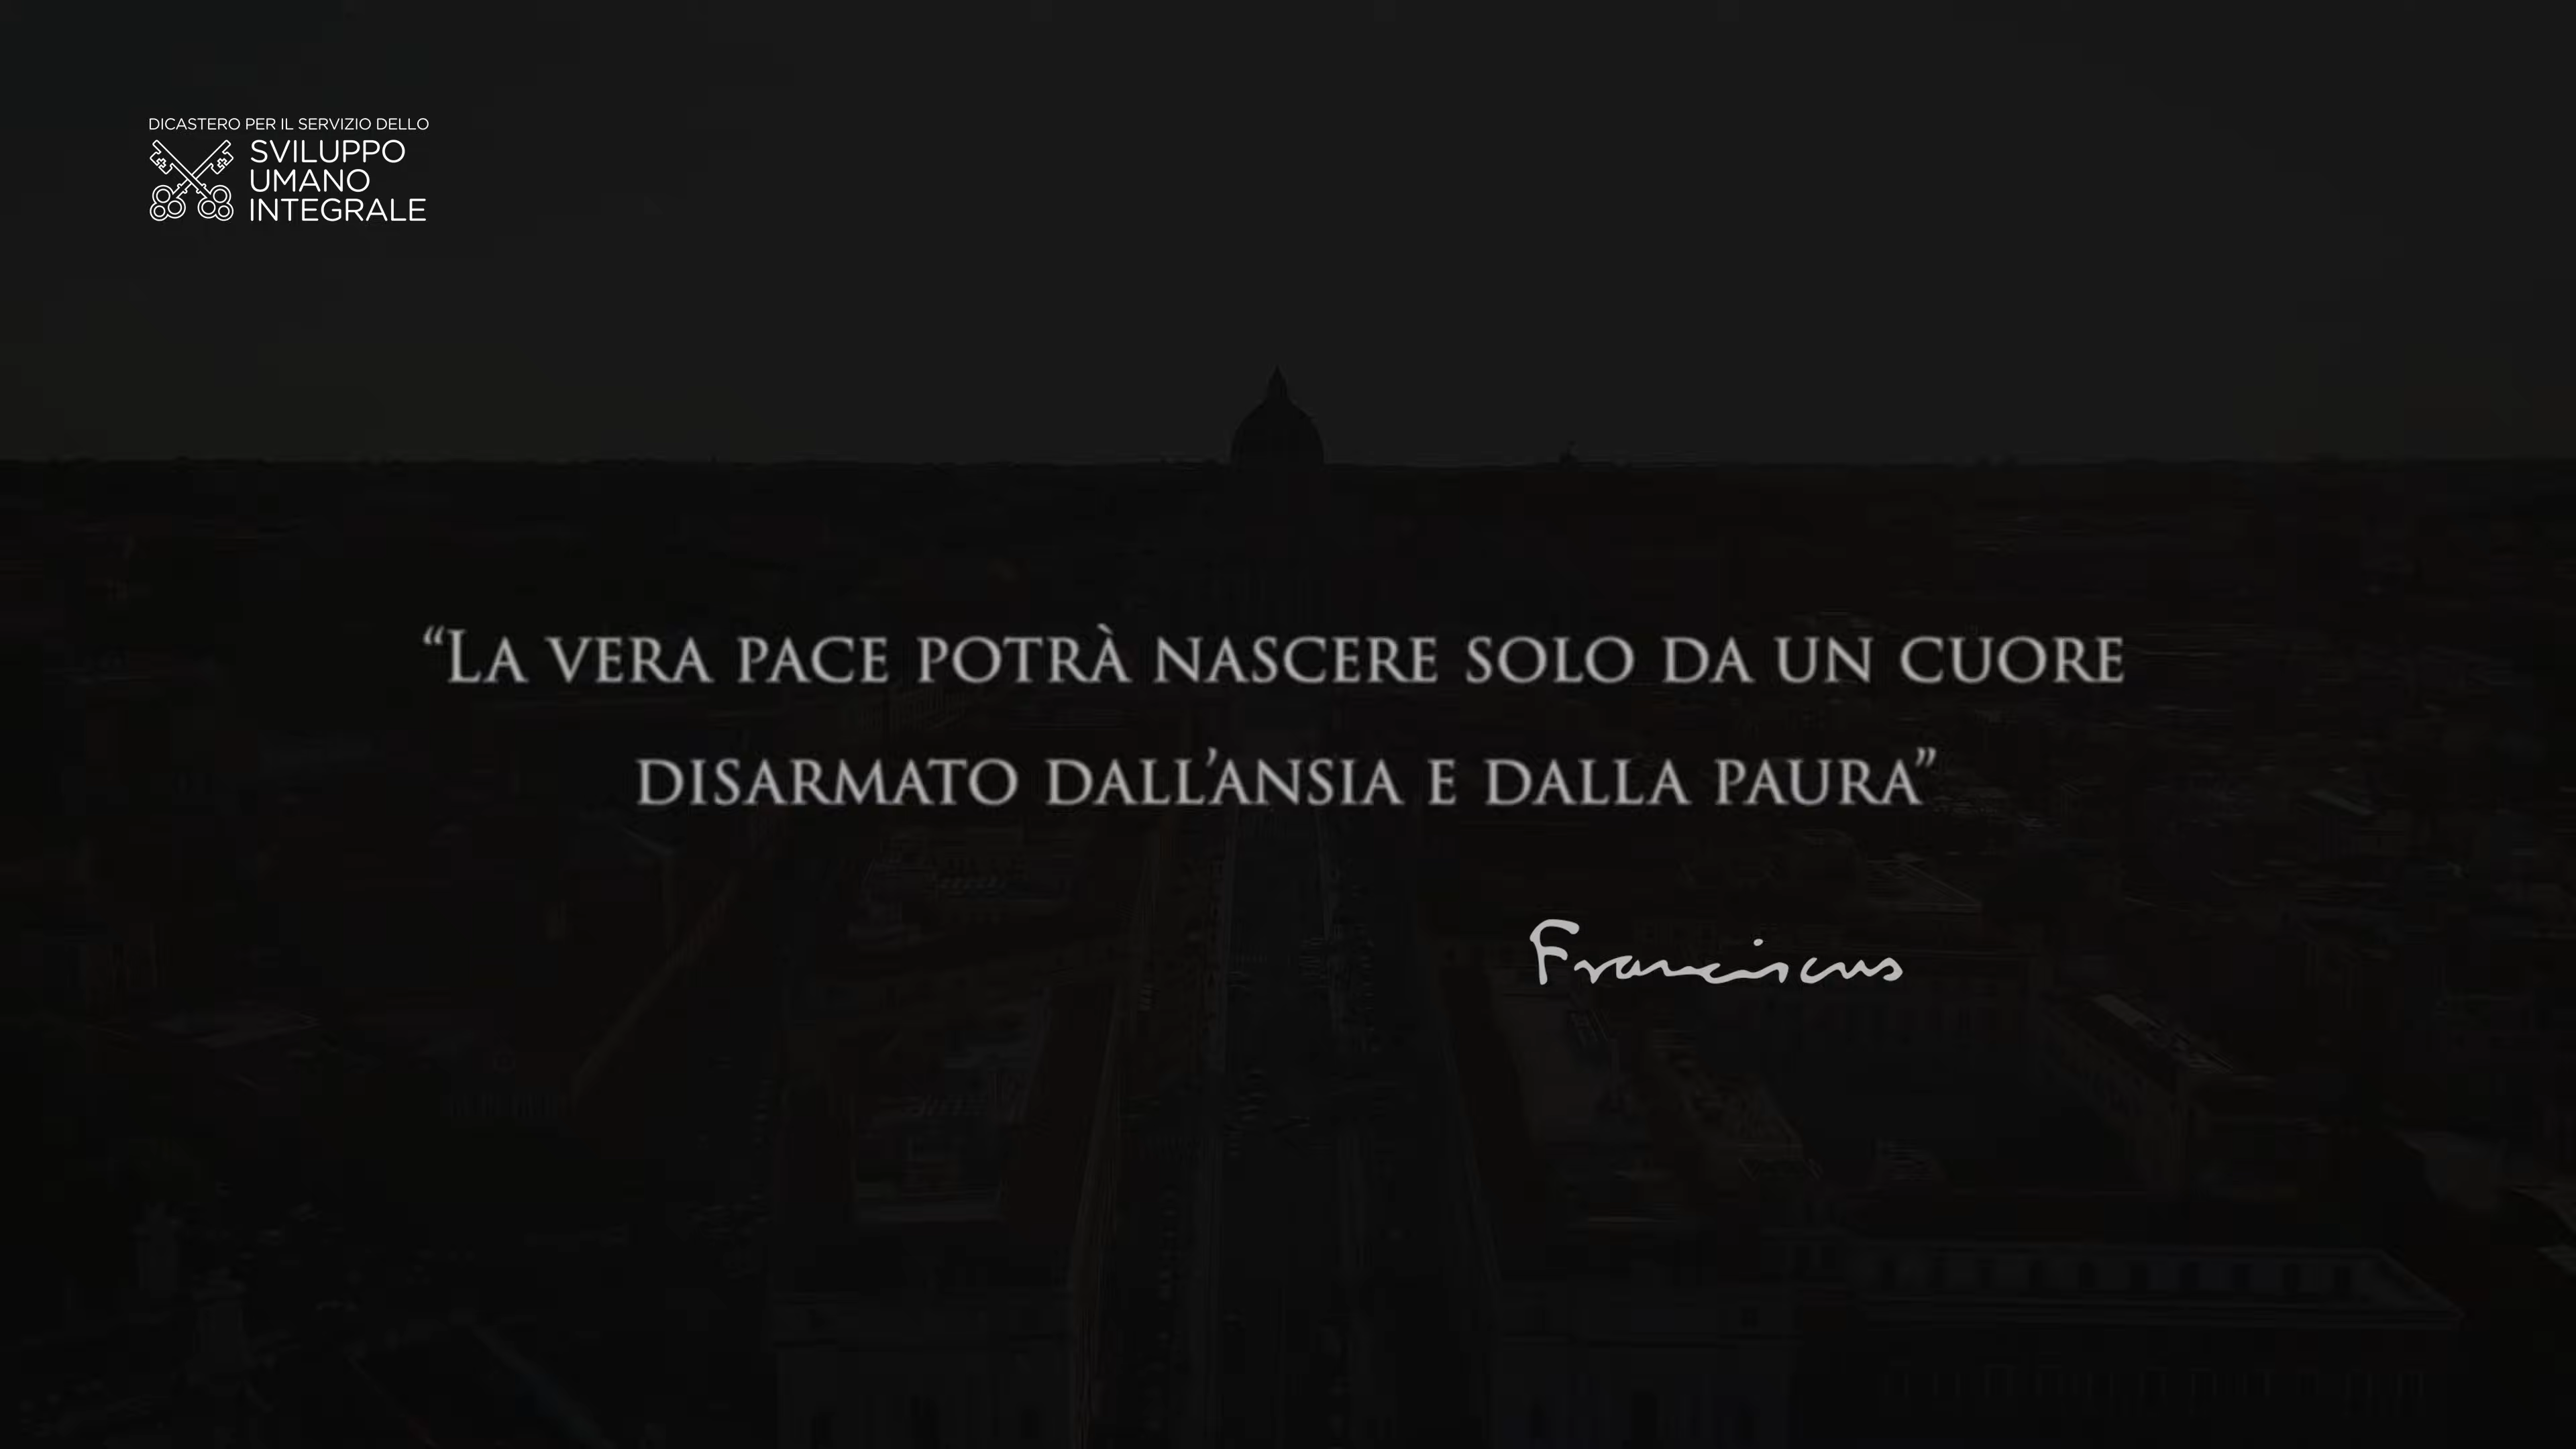 DICASTERO PER IL SERVIZIO DELLO
SVILUPPO
UMANO
INTEGRALE
“La vera pace potrà nascere solo da un cuore
disarmato dall’ansia e dalla paura”
Franciscus